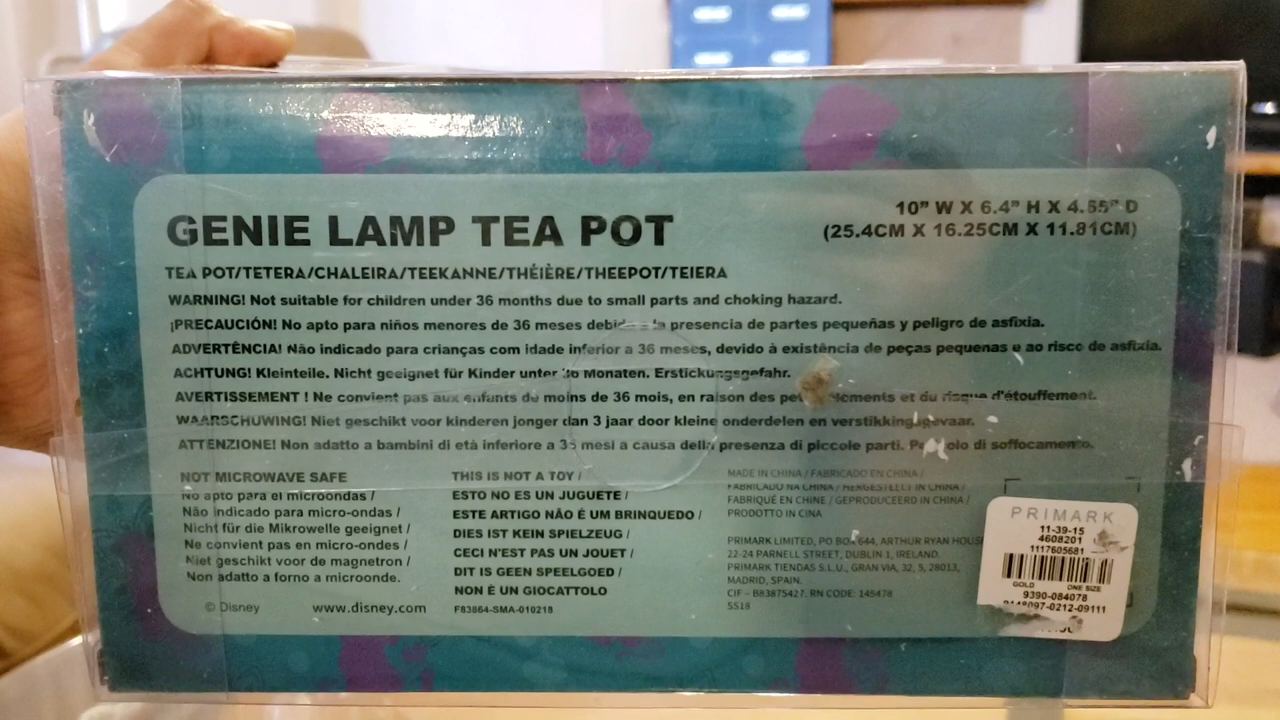 GENIE LAMP TEA POT
10” W X 6.4” H X 4.65” D
(25.4CM X 16.25CM X 11.81CM)
TEA POT/TETERA/CHALEIRA/TEEKANNE/THÉIÈRE/THEEPOT/TEIERA
WARNING! Not suitable for children under 36 months due to small parts and choking hazard.
¡PRECAUCIÓN! No apto para niños menores de 36 meses debido a la presencia de partes pequeñas y peligro de asfixia.
ADVERTÊNCIA! Não indicado para crianças com idade inferior a 36 meses, devido à existência de peças pequenas e ao risco de asfixia.
ACHTUNG! Kleinteile. Nicht geeignet für Kinder unter 36 Monaten. Erstickungsgefahr.
AVERTISSEMENT ! Ne convient pas aux enfants de moins de 36 mois, en raison des et du risque d'étouffement.
WAARSCHUWING! Niet geschikt voor kinderen jonger dan 3 jaar door kleine onderdelen en verstikkingsgevaar.
ATTENZIONE! Non adatto a bambini di età inferiore a 36 mesi a causa della presenza di piccole parti. Pericolo di soffocamento.
NOT MICROWAVE SAFE
No apto para el microondas /
Não indicado para micro-ondas /
Nicht für die Mikrowelle geeignet /
Ne convient pas en micro-ondes /
Niet geschikt voor de magnetron /
Non adatto a forno a microonde.
© Disney www.disney.com
THIS IS NOT A TOY /
ESTO NO ES UN JUGUETE /
ESTE ARTIGO NÃO É UM BRINQUEDO /
DIES IST KEIN SPIELZEUG /
CECI N'EST PAS UN JOUET /
DIT IS GEEN SPEELGOED /
NON È UN GIOCATTOLO
F83864-SMA-010218
MADE IN CHINA / FABRICADO EN CHINA /
FABRICADO NA CHINA / HERGESTELLT IN CHINA /
FABRIQUÉ EN CHINE / GEPRODUCEERD IN CHINA /
PRODOTTO IN CINA
PRIMARK LIMITED, PO BOX 644, ARTHUR RYAN HOUSE
22-24 PARNELL STREET, DUBLIN 1, IRELAND.
PRIMARK TIENDAS S.L.U., GRAN VIA, 32, 5, 28013,
MADRID, SPAIN.
CIF – B83875427. RN CODE: 145478
SS18
PRIMARK
11-39-15
4608201
1117605681
GOLD ONE SIZE
9390-084078